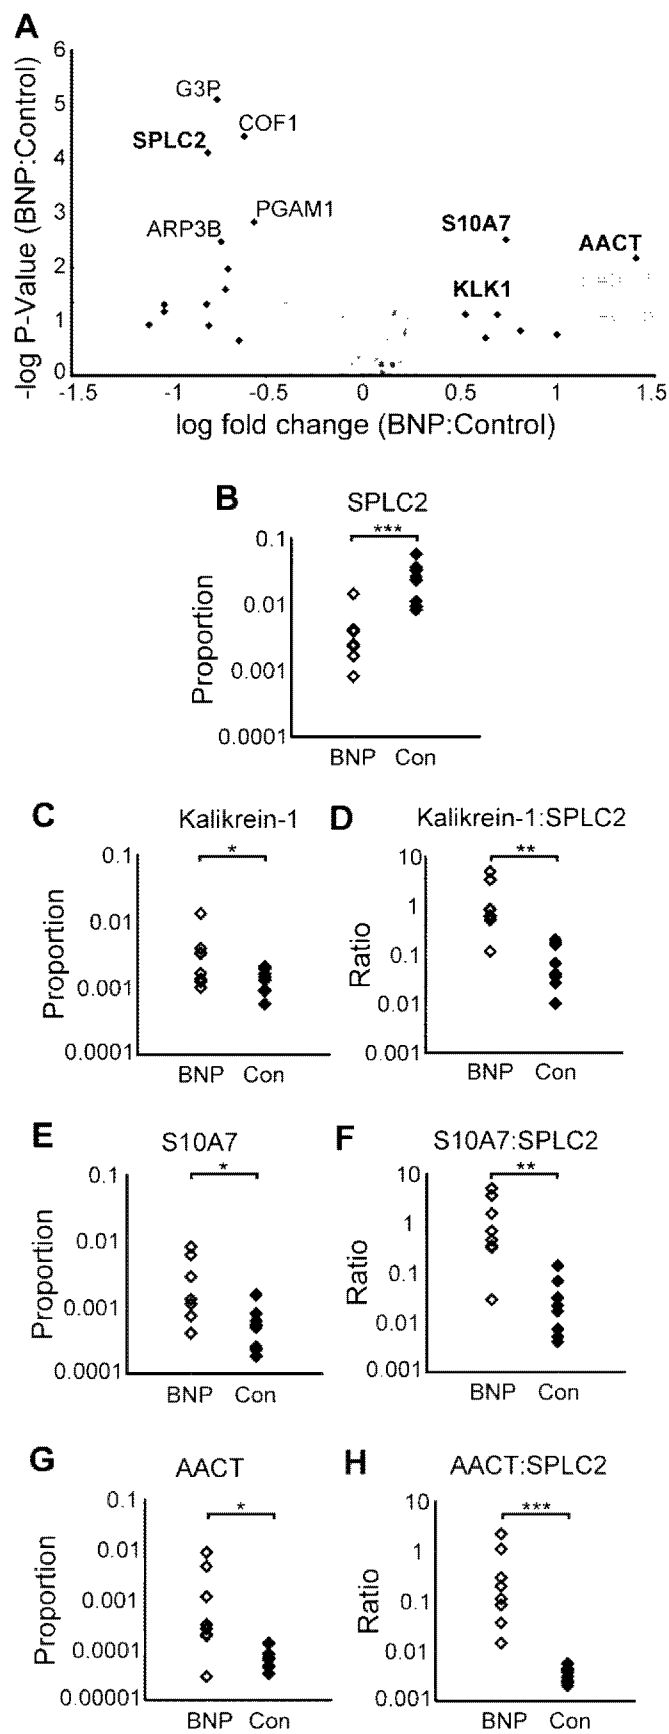 A
6
5
4
3
2
1
0
-log P-Value (BNP:Control)
G3P
COF1
SPLC2
PGAM1
ARP3B
S10A7
AACT
KLK1
-1.5 -1 -0.5 0 0.5 1 1.5
log fold change (BNP:Control)
B SPLC2
***
0.1
0.01
0.001
0.0001
Proportion
BNP Con
C Kalikrein-1
*
0.1
0.01
0.001
0.0001
Proportion
BNP Con
D Kalikrein-1:SPLC2
**
10
1
0.1
0.01
0.001
Ratio
BNP Con
E S10A7
*
0.1
0.01
0.001
0.0001
Proportion
BNP Con
F S10A7:SPLC2
**
10
1
0.1
0.01
0.001
Ratio
BNP Con
G AACT
*
0.1
0.01
0.001
0.0001
0.00001
Proportion
BNP Con
H AACT:SPLC2
***
10
1
0.1
0.01
0.001
Ratio
BNP Con